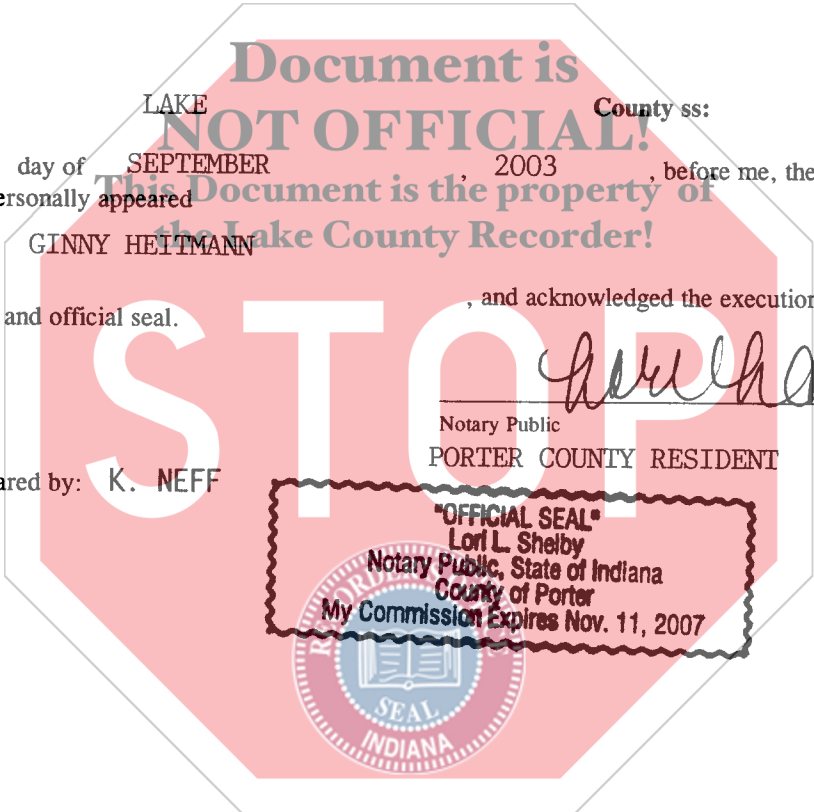 Document is
LAKE County ss:
NOT OFFICIAL!
day of SEPTEMBER , 2003 , before me, the
This Document is the property of
ersonally appeared
the Lake County Recorder!
GINNY HEITMANN
, and acknowledged the execution
and official seal.
STOP
Notary Public
PORTER COUNTY RESIDENT
ared by: K. NEFF
"OFFICIAL SEAL"
Lori L. Shelby
Notary Public, State of Indiana
County of Porter
My Commission Expires Nov. 11, 2007
SEAL
INDIANA